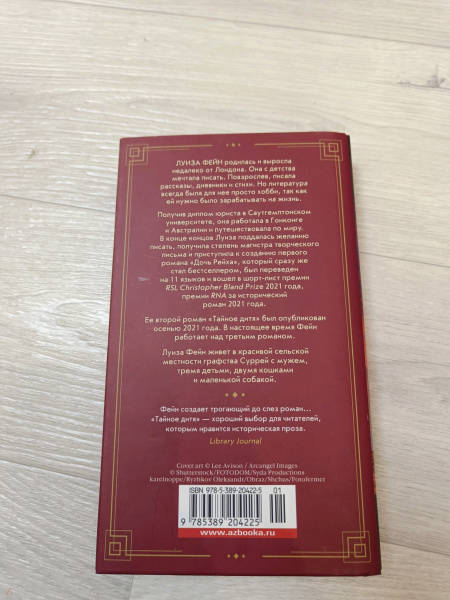 ЛУИЗА ФЕЙН родилась и выросла
недалеко от Лондона. Она с детства
мечтала писать. Повзрослев, писала
рассказы, дневники и стихи. Но литература
всегда была для нее просто хобби, так как
ей нужно было зарабатывать на жизнь.
Получив диплом юриста в Саутгемптонском
университете, она работала в Гонконге
и Австралии и путешествовала по миру.
В конце концов Луиза поддалась желанию
писать, получила степень магистра творческого
письма и приступила к созданию первого
романа «Дочь Рейха», который сразу же
стал бестселлером, был переведен
на 11 языков и вошел в шорт-лист премии
RSL Christopher Bland Prize 2021 года,
премии RNA за исторический
роман 2021 года.
Ее второй роман «Тайное дитя» был опубликован
осенью 2021 года. В настоящее время Фейн
работает над третьим романом.
Луиза Фейн живет в красивой сельской
местности графства Суррей с мужем,
тремя детьми, двумя кошками
и маленькой собакой.
Фейн создает трогающий до слез роман...
«Тайное дитя» — хороший выбор для читателей,
которым нравится историческая проза.
Library Journal
Cover art © Lee Avison / Arcangel Images
© Shutterstock/FOTODOM/Syda Productions
karelnoppe/Ryzhkov Oleksandr/Obraz/Shchus/Fotofermer
ISBN 978-5-389-20422-5 01
9 785389 204225
www.azbooka.ru